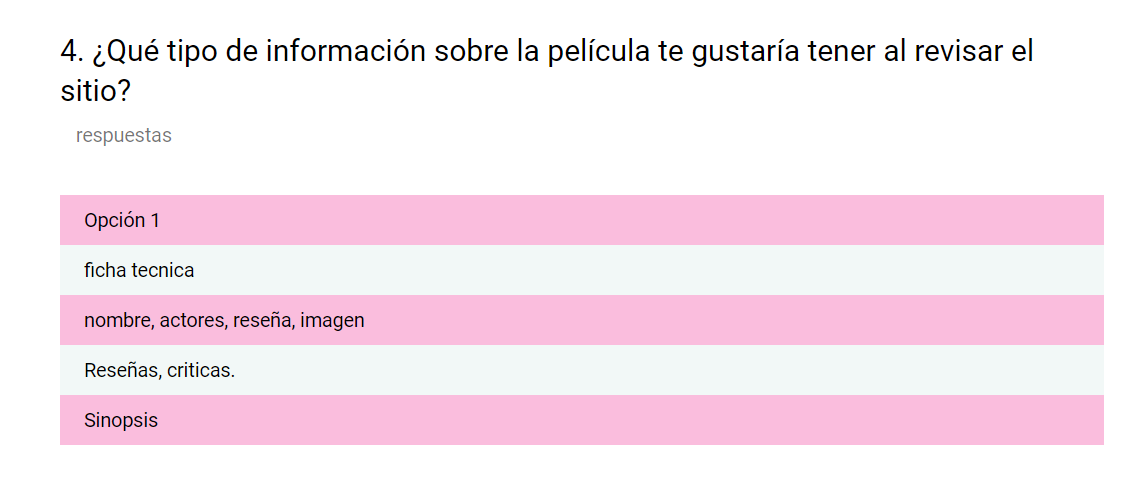 4. ¿Qué tipo de información sobre la película te gustaría tener al revisar el
sitio?
respuestas
Opción 1
ficha tecnica
nombre, actores, reseña, imagen
Reseñas, criticas.
Sinopsis